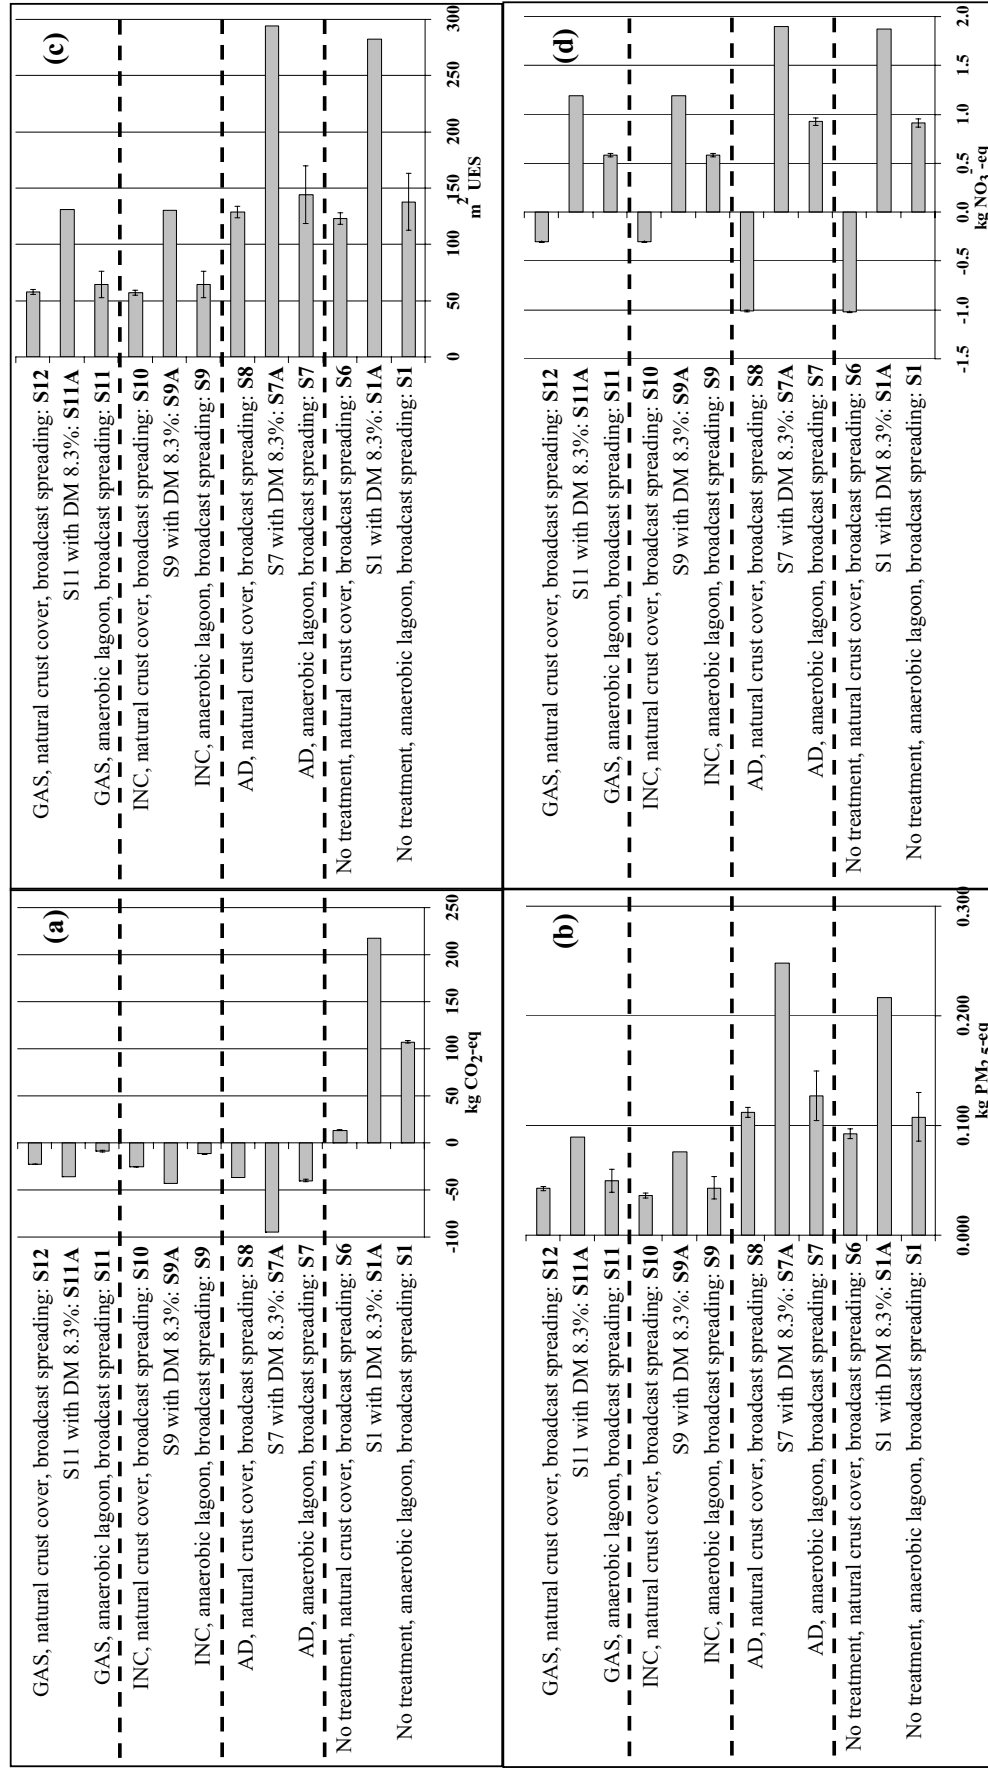 (a)
GAS, natural crust cover, broadcast spreading: S12
S11 with DM 8.3%: S11A
GAS, anaerobic lagoon, broadcast spreading: S11
INC, natural crust cover, broadcast spreading: S10
S9 with DM 8.3%: S9A
INC, anaerobic lagoon, broadcast spreading: S9
AD, natural crust cover, broadcast spreading: S8
S7 with DM 8.3%: S7A
AD, anaerobic lagoon, broadcast spreading: S7
No treatment, natural crust cover, broadcast spreading: S6
S1 with DM 8.3%: S1A
No treatment, anaerobic lagoon, broadcast spreading: S1
-100 -50 0 50 100 150 200 250
kg CO2-eq
(c)
GAS, natural crust cover, broadcast spreading: S12
S11 with DM 8.3%: S11A
GAS, anaerobic lagoon, broadcast spreading: S11
INC, natural crust cover, broadcast spreading: S10
S9 with DM 8.3%: S9A
INC, anaerobic lagoon, broadcast spreading: S9
AD, natural crust cover, broadcast spreading: S8
S7 with DM 8.3%: S7A
AD, anaerobic lagoon, broadcast spreading: S7
No treatment, natural crust cover, broadcast spreading: S6
S1 with DM 8.3%: S1A
No treatment, anaerobic lagoon, broadcast spreading: S1
0 50 100 150 200 250 300
m2 UES
(b)
GAS, natural crust cover, broadcast spreading: S12
S11 with DM 8.3%: S11A
GAS, anaerobic lagoon, broadcast spreading: S11
INC, natural crust cover, broadcast spreading: S10
S9 with DM 8.3%: S9A
INC, anaerobic lagoon, broadcast spreading: S9
AD, natural crust cover, broadcast spreading: S8
S7 with DM 8.3%: S7A
AD, anaerobic lagoon, broadcast spreading: S7
No treatment, natural crust cover, broadcast spreading: S6
S1 with DM 8.3%: S1A
No treatment, anaerobic lagoon, broadcast spreading: S1
0.000 0.100 0.200 0.300
kg PM2.5-eq
(d)
GAS, natural crust cover, broadcast spreading: S12
S11 with DM 8.3%: S11A
GAS, anaerobic lagoon, broadcast spreading: S11
INC, natural crust cover, broadcast spreading: S10
S9 with DM 8.3%: S9A
INC, anaerobic lagoon, broadcast spreading: S9
AD, natural crust cover, broadcast spreading: S8
S7 with DM 8.3%: S7A
AD, anaerobic lagoon, broadcast spreading: S7
No treatment, natural crust cover, broadcast spreading: S6
S1 with DM 8.3%: S1A
No treatment, anaerobic lagoon, broadcast spreading: S1
-1.5 -1.0 -0.5 0.0 0.5 1.0 1.5 2.0
kg NO3--eq